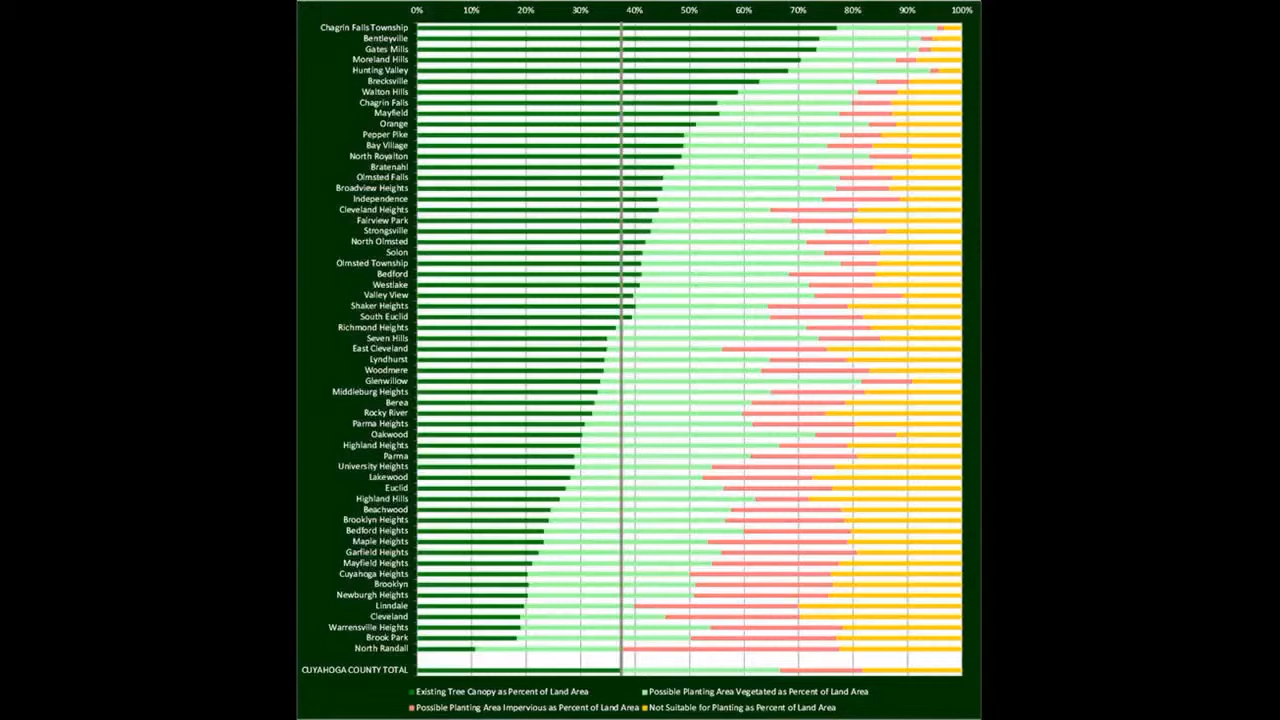 0% 10% 20% 30% 40% 50% 60% 70% 80% 90% 100%
Chagrin Falls Township
Bentleyville
Gates Mills
Moreland Hills
Hunting Valley
Brecksville
Walton Hills
Chagrin Falls
Mayfield
Orange
Pepper Pike
Bay Village
North Royalton
Bratenahl
Olmsted Falls
Broadview Heights
Independence
Cleveland Heights
Fairview Park
Strongsville
North Olmsted
Solon
Olmsted Township
Bedford
Westlake
Valley View
Shaker Heights
South Euclid
Richmond Heights
Seven Hills
East Cleveland
Lyndhurst
Woodmere
Glenwillow
Middleburg Heights
Berea
Rocky River
Parma Heights
Oakwood
Highland Heights
Parma
University Heights
Lakewood
Euclid
Highland Hills
Beachwood
Brooklyn Heights
Bedford Heights
Maple Heights
Garfield Heights
Mayfield Heights
Cuyahoga Heights
Brooklyn
Newburgh Heights
Linndale
Cleveland
Warrensville Heights
Brook Park
North Randall
CUYAHOGA COUNTY TOTAL
Existing Tree Canopy as Percent of Land Area Possible Planting Area Vegetated as Percent of Land Area
Possible Planting Area Impervious as Percent of Land Area Not Suitable for Planting as Percent of Land Area